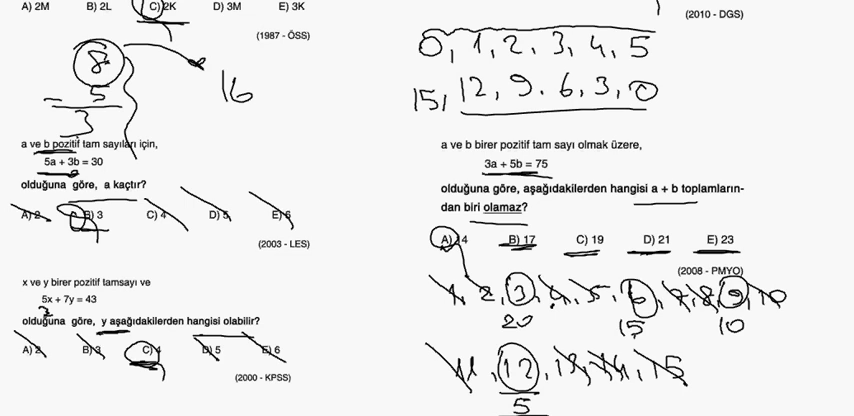 A) 2M B) 2L C) 2K D) 3M E) 3K
(1987 - ÖSS)
8
- 5
3
16
a ve b pozitif tam sayıları için,
5a + 3b = 30
olduğuna göre, a kaçtır?
A) 2 B) 3 C) 4 D) 5 E) 6
(2003 - LES)
x ve y birer pozitif tamsayı ve
5x + 7y = 43
olduğuna göre, y aşağıdakilerden hangisi olabilir?
A) 2 B) 3 C) 4 D) 5 E) 6
(2000 - KPSS)
(2010 - DGS)
0, 1, 2, 3, 4, 5
15, 12, 9, 6, 3, 0
a ve b birer pozitif tam sayı olmak üzere,
3a + 5b = 75
olduğuna göre, aşağıdakilerden hangisi a + b toplamların-
dan biri olamaz?
A) 14 B) 17 C) 19 D) 21 E) 23
(2008 - PMYO)
1, 2, 3, 4, 5, 6, 7, 8, 9, 10
20 15 10
11, 12, 13, 14, 15
5